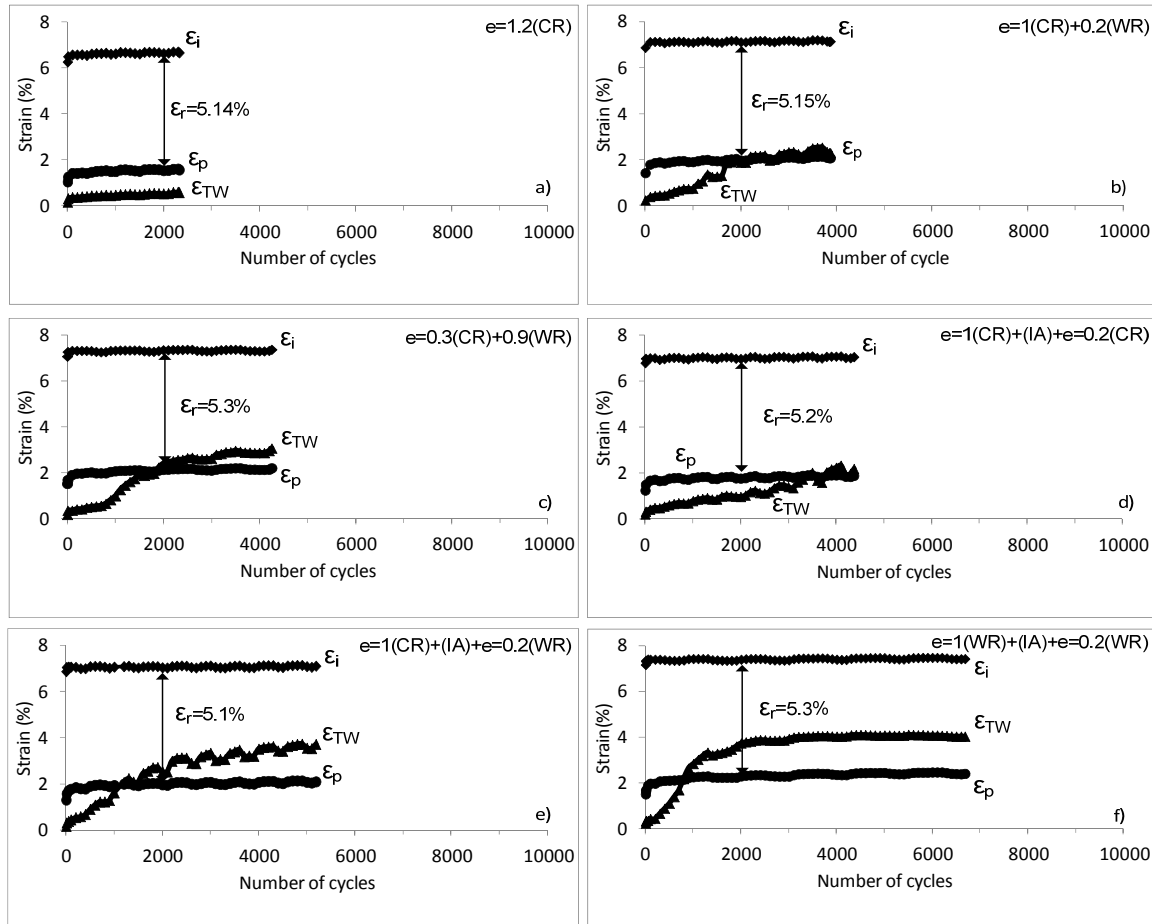 e=1.2(CR)
8
6
4
2
0
Strain (%)
εi
εr=5.14%
εp
εTW
a)
0 2000 4000 6000 8000 10000
Number of cycles
e=1(CR)+0.2(WR)
8
6
4
2
0
Strain (%)
εi
εr=5.15%
εp
εTW
b)
0 2000 4000 6000 8000 10000
Number of cycle
e=0.3(CR)+0.9(WR)
8
6
4
2
0
Strain (%)
εi
εr=5.3%
εTW
εp
c)
0 2000 4000 6000 8000 10000
Number of cycles
e=1(CR)+(IA)+e=0.2(CR)
8
6
4
2
0
Strain (%)
εi
εr=5.2%
εp
εTW
d)
0 2000 4000 6000 8000 10000
Number of cycles
e=1(CR)+(IA)+e=0.2(WR)
8
6
4
2
0
Strain (%)
εi
εr=5.1%
εTW
εp
e)
0 2000 4000 6000 8000 10000
Number of cycles
e=1(WR)+(IA)+e=0.2(WR)
8
6
4
2
0
Strain (%)
εi
εr=5.3%
εTW
εp
f)
0 2000 4000 6000 8000 10000
Number of cycles